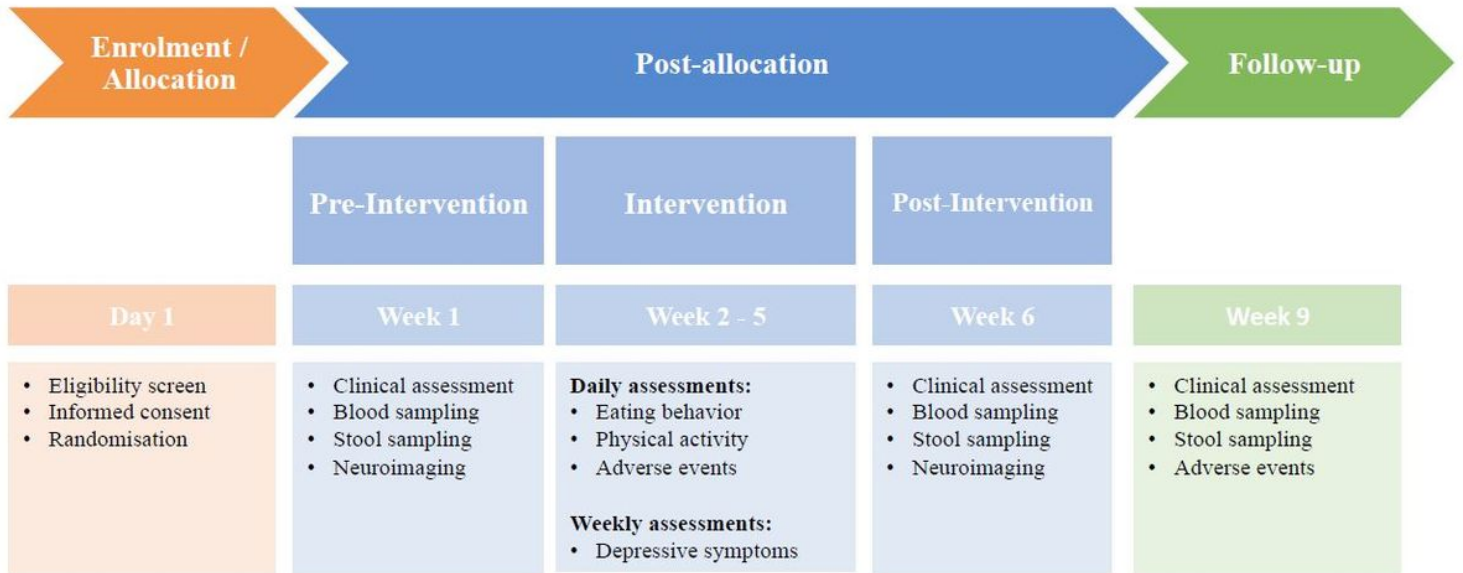 Enrolment /
Allocation
Post-allocation
Follow-up
Pre-Intervention
Intervention
Post-Intervention
Day 1
Week 1
Week 2 - 5
Week 6
Week 9
• Eligibility screen
• Informed consent
• Randomisation
• Clinical assessment
• Blood sampling
• Stool sampling
• Neuroimaging
Daily assessments:
• Eating behavior
• Physical activity
• Adverse events
Weekly assessments:
• Depressive symptoms
• Clinical assessment
• Blood sampling
• Stool sampling
• Neuroimaging
• Clinical assessment
• Blood sampling
• Stool sampling
• Adverse events